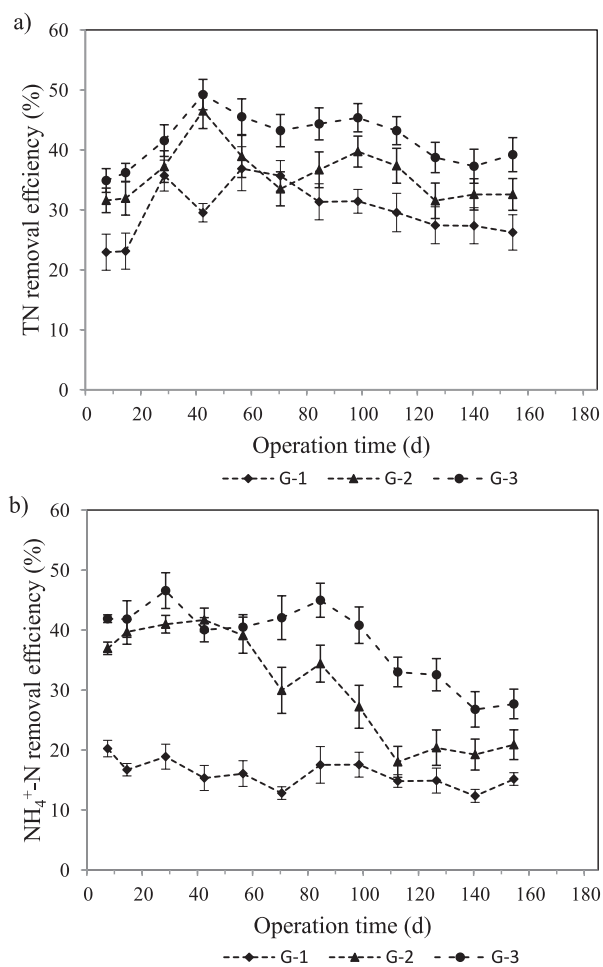 a)
60
50
40
30
20
10
0
TN removal effciency (%)
0 20 40 60 80 100 120 140 160 180
Operation time (d)
G-1 G-2 G-3
b)
60
50
40
30
20
10
0
NH₄⁺-N removal efficiency (%)
0 20 40 60 80 100 120 140 160 180
Operation time (d)
G-1 G-2 G-3